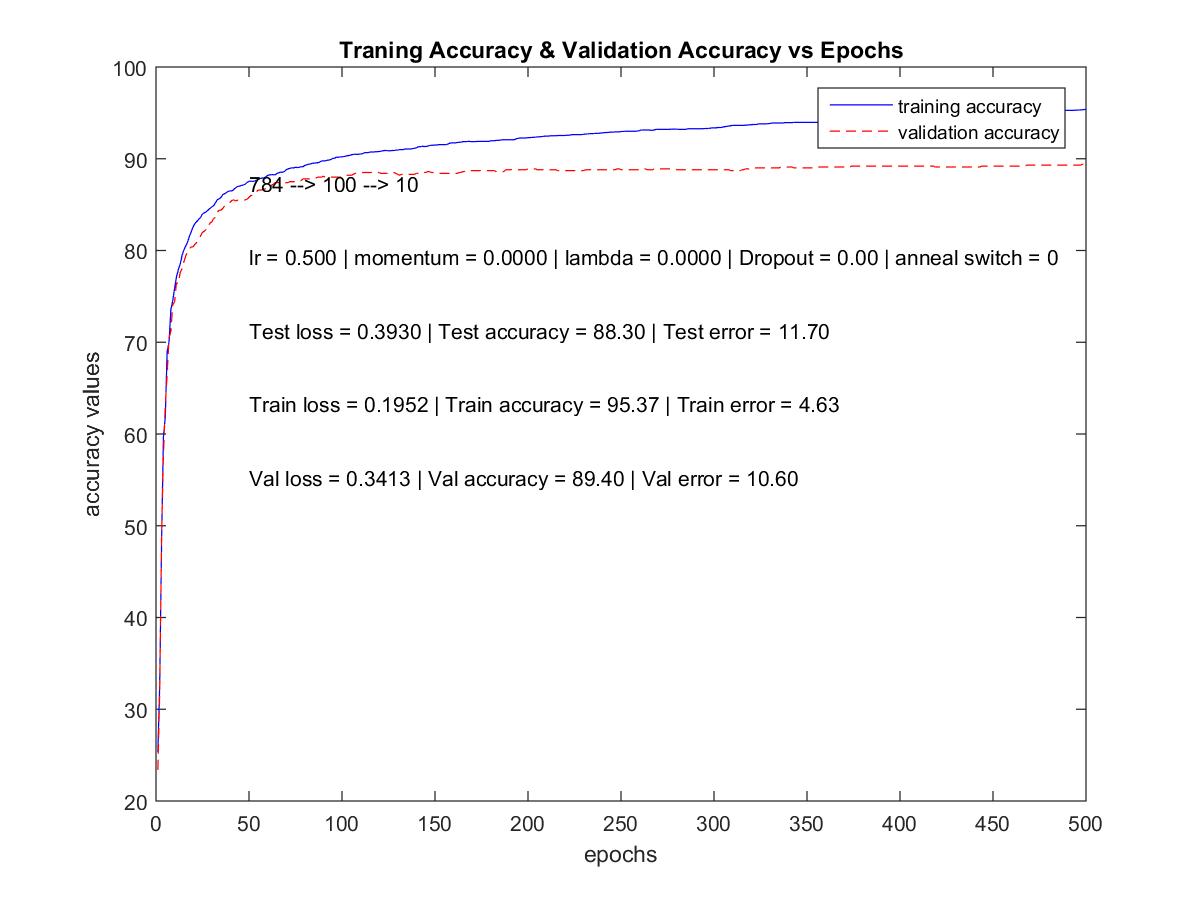 Traning Accuracy & Validation Accuracy vs Epochs
100
90
80
70
60
50
40
30
20
accuracy values
training accuracy
validation accuracy
784 --> 100 --> 10
lr = 0.500 | momentum = 0.0000 | lambda = 0.0000 | Dropout = 0.00 | anneal switch = 0
Test loss = 0.3930 | Test accuracy = 88.30 | Test error = 11.70
Train loss = 0.1952 | Train accuracy = 95.37 | Train error = 4.63
Val loss = 0.3413 | Val accuracy = 89.40 | Val error = 10.60
0 50 100 150 200 250 300 350 400 450 500
epochs